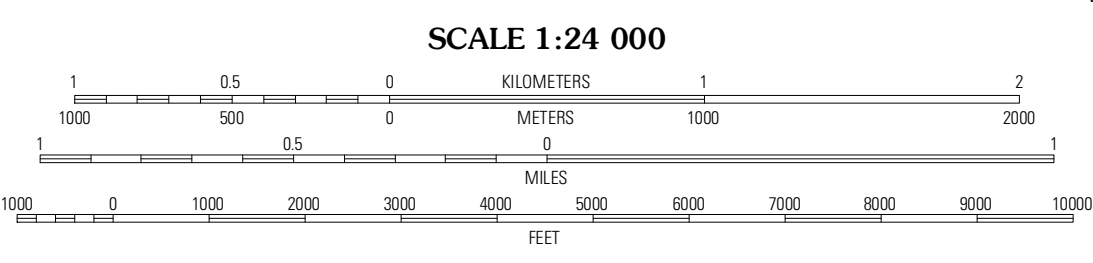 SCALE 1:24 000
1 0.5 0 KILOMETERS 1 2
1000 500 0 METERS 1000 2000
1 0.5 0 1
MILES
1000 0 1000 2000 3000 4000 5000 6000 7000 8000 9000 10000
FEET